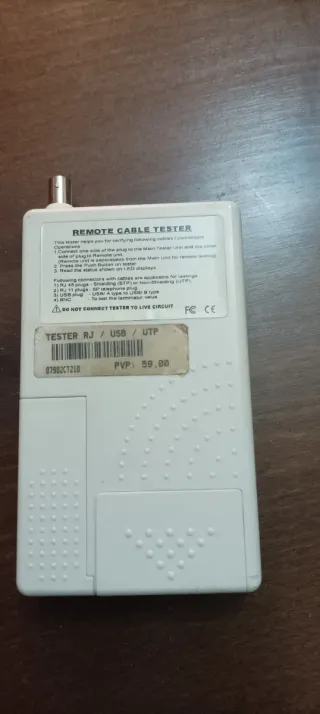 REMOTE CABLE TESTER
This tester helps you for verifying following cables / connectors
Operations
1. Connect one side of the plug to the Main Tester unit and the other
side of plug to Remote unit.
(Remote unit is seperatable from the Main Unit for remote testing)
2. Press the Push Button on tester
3. Read the status shown on LED displays
Following connectors with cables are applicable for testings
1) RJ 45 plugs - Shielding (STP) or Non-Shielding (UTP),
2) RJ 11 plugs - 6P telephone plug
3) USB plug - USA/ A type to USB/ B type
4) BNC - To test the terminator value
DO NOT CONNECT TESTER TO LIVE CIRCUIT
FC CE
TESTER RJ / USB / UTP
07902CT210 PVP: 59,00